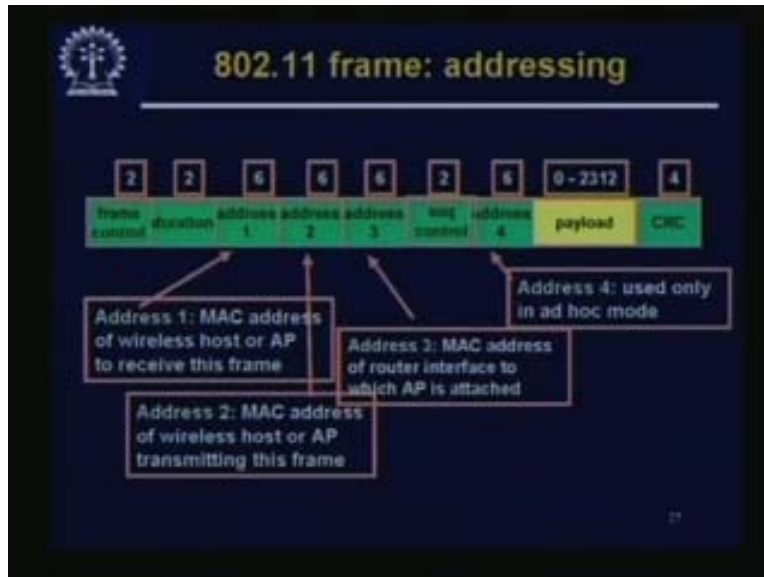 802.11 frame: addressing
2 2 6 6 6 2 6 0 - 2312 4
frame control duration address 1 address 2 address 3 seq control address 4 payload CRC
Address 4: used only
in ad hoc mode
Address 1: MAC address
of wireless host or AP
to receive this frame
Address 3: MAC address
of router interface to
which AP is attached
Address 2: MAC address
of wireless host or AP
transmitting this frame